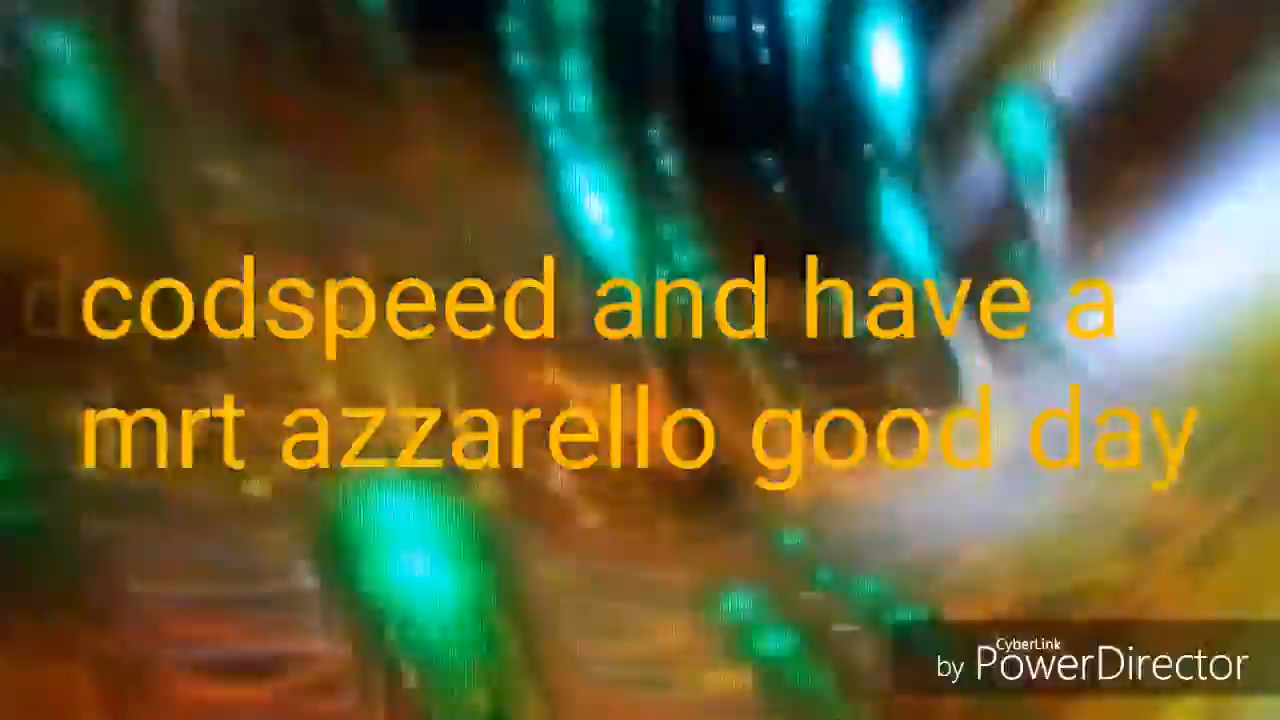 codspeed and have a
mrt azzarello good day
CyberLink
by PowerDirector